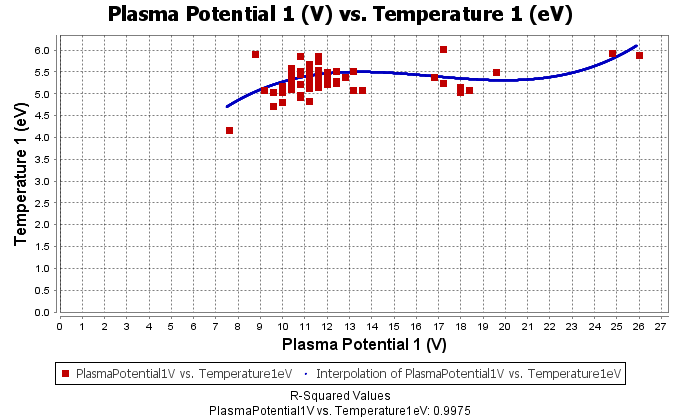 Plasma Potential 1 (V) vs. Temperature 1 (eV)
Temperature 1 (eV)
6.0
5.5
5.0
4.5
4.0
3.5
3.0
2.5
2.0
1.5
1.0
0.5
0.0
0 1 2 3 4 5 6 7 8 9 10 11 12 13 14 15 16 17 18 19 20 21 22 23 24 25 26 27
Plasma Potential 1 (V)
PlasmaPotential1V vs. Temperature1eV Interpolation of PlasmaPotential1V vs. Temperature1eV
R-Squared Values
PlasmaPotential1V vs. Temperature1eV: 0.9975